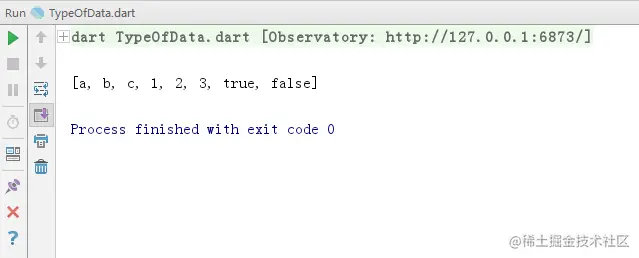 Run TypeOfData.dart
dart TypeOfData.dart [Observatory: http://127.0.0.1:6873/]
[a, b, c, 1, 2, 3, true, false]
Process finished with exit code 0
@稀土掘金技术社区